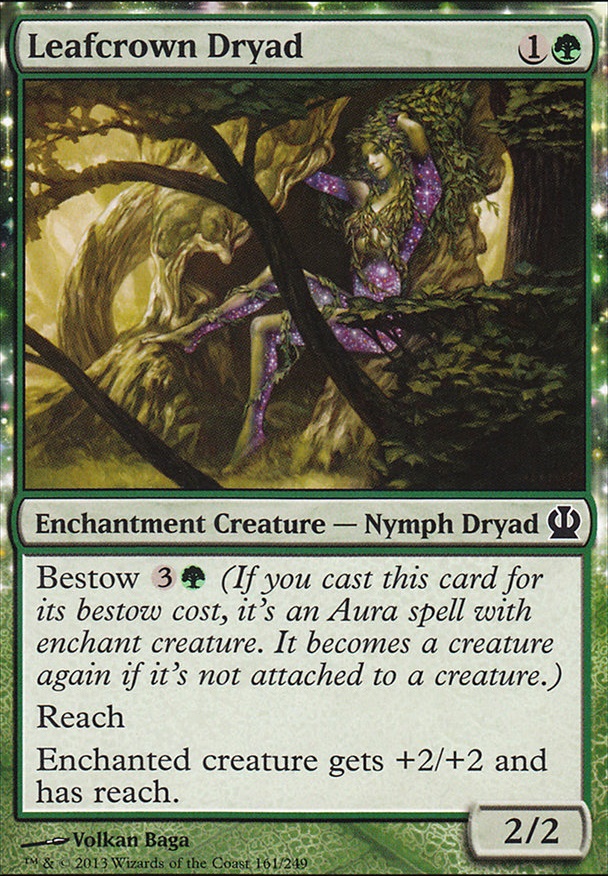 Leafcrown Dryad 1
Enchantment Creature — Nymph Dryad
Bestow 3 (If you cast this card for
its bestow cost, it's an Aura spell with
enchant creature. It becomes a creature
again if it's not attached to a creature.)
Reach
Enchanted creature gets +2/+2 and
has reach.
2/2
Volkan Baga
™ & © 2013 Wizards of the Coast 161/249